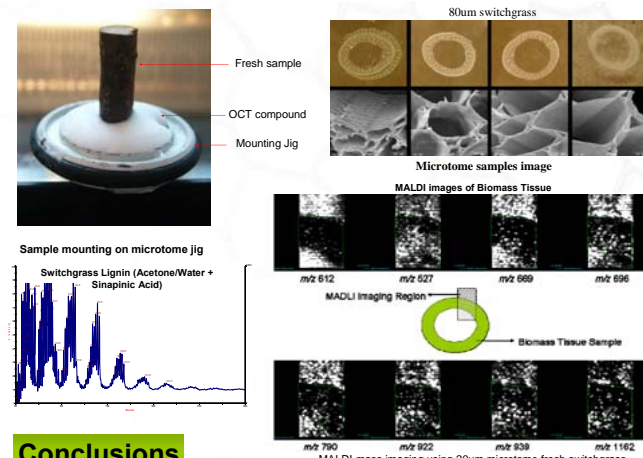 Fresh sample
OCT compound
Mounting Jig
Sample mounting on microtome jig
Switchgrass Lignin (Acetone/Water +
Sinapinic Acid)
Conclusions
80um switchgrass
Microtome samples image
MALDI images of Biomass Tissue
m/z 612
m/z 527
m/z 669
m/z 696
MADLI Imaging Region
Biomass Tissue Sample
m/z 790
m/z 922
m/z 939
m/z 1162